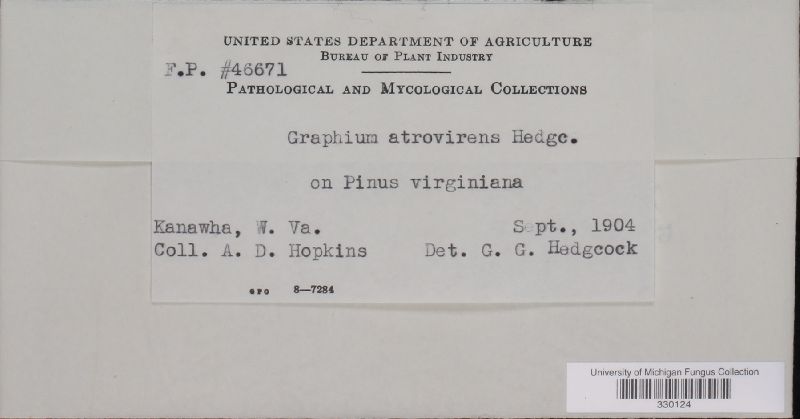 UNITED STATES DEPARTMENT OF AGRICULTURE
BUREAU OF PLANT INDUSTRY
F.P. #46671
PATHOLOGICAL AND MYCOLOGICAL COLLECTIONS
Graphium atrovirens Hedgc.
on Pinus virginiana
Kanawha, W. Va. Sept., 1904
Coll. A. D. Hopkins Det. G. G. Hedgcock
GPO 8—7284
University of Michigan Fungus Collection
330124